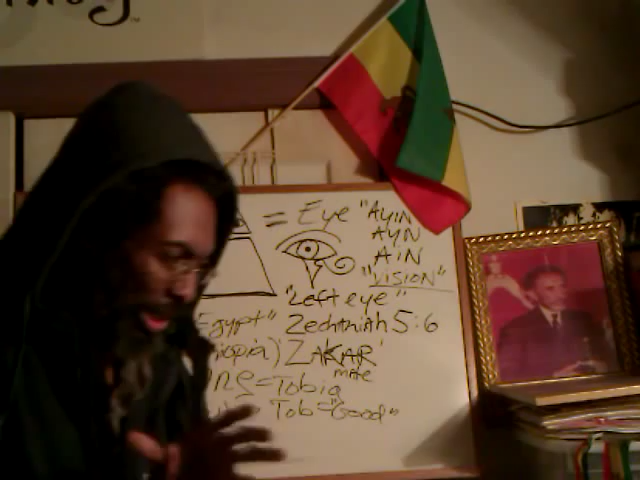 = Eye "AYIN
AYN
AiN
"VISION"
"Left eye"
Egypt" Zechariah 5:6
ZAKAR
male
= Tobia
Tob = "Good"